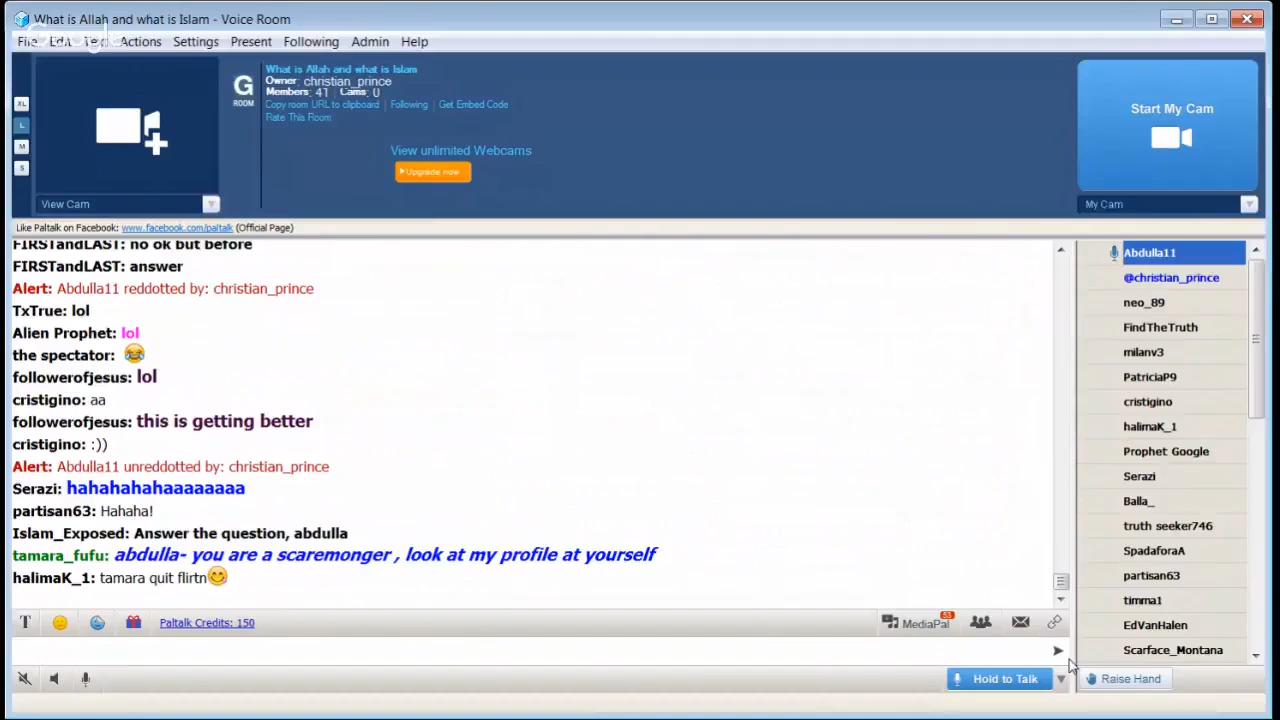 What is Allah and what is Islam - Voice Room
Google
File Edit Text Actions Settings Present Following Admin Help
XL
L
M
S
View Cam
G
ROOM
What is Allah and what is Islam
Owner: christian_prince
Members: 41 | Cams: 0
Copy room URL to clipboard | Following | Get Embed Code
Rate This Room
View unlimited Webcams
Upgrade now
Start My Cam
My Cam
Like Paltalk on Facebook: www.facebook.com/paltalk (Official Page)
FIRSTandLAST: no ok but before
FIRSTandLAST: answer
Alert: Abdulla11 reddotted by: christian_prince
TxTrue: lol
Alien Prophet: lol
the spectator:
followerofjesus: lol
cristigino: aa
followerofjesus: this is getting better
cristigino: :))
Alert: Abdulla11 unreddotted by: christian_prince
Serazi: hahahahahaaaaaaaa
partisan63: Hahaha!
Islam_Exposed: Answer the question, abdulla
tamara_fufu: abdulla- you are a scaremonger , look at my profile at yourself
halimaK_1: tamara quit flirtn
Abdulla11
@christian_prince
neo_89
FindTheTruth
milanv3
PatriciaP9
cristigino
halimaK_1
Prophet Google
Serazi
Balla_
truth seeker746
SpadaforaA
partisan63
timma1
EdVanHalen
Scarface_Montana
T
Paltalk Credits: 150
MediaPal
53
Hold to Talk
Raise Hand